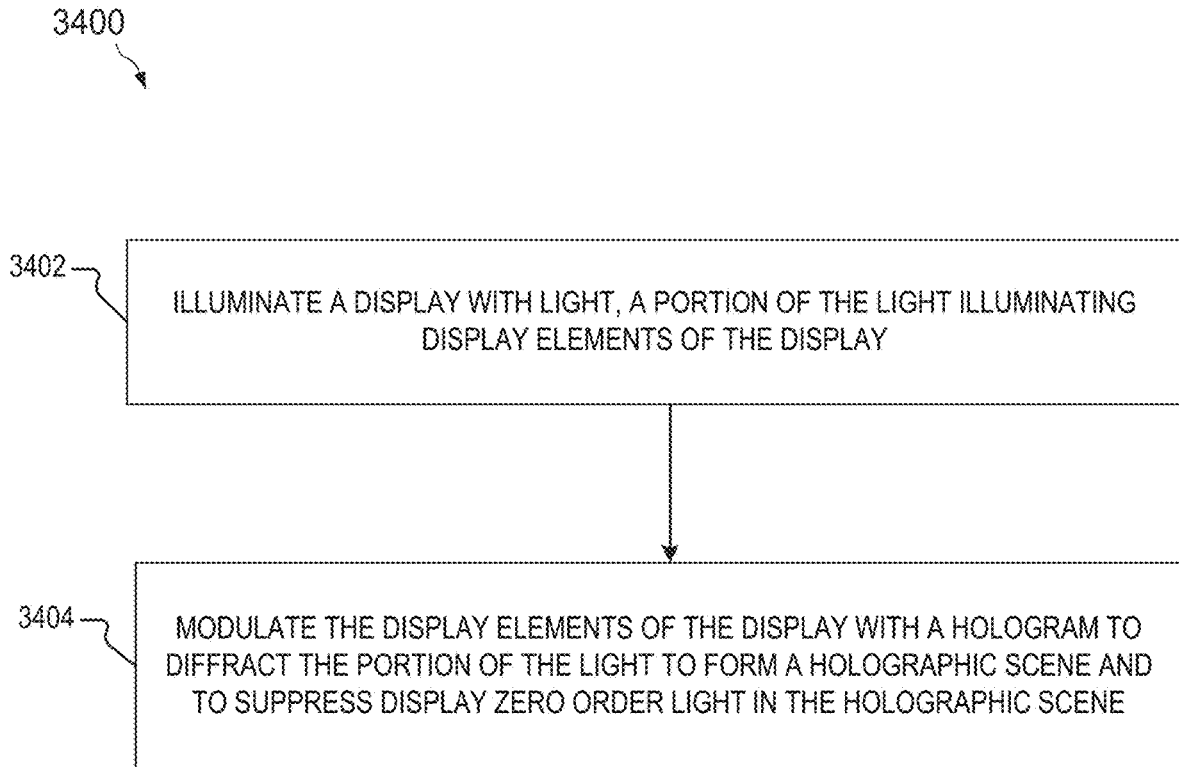 3400
3402
ILLUMINATE A DISPLAY WITH LIGHT, A PORTION OF THE LIGHT ILLUMINATING
DISPLAY ELEMENTS OF THE DISPLAY
3404
MODULATE THE DISPLAY ELEMENTS OF THE DISPLAY WITH A HOLOGRAM TO
DIFFRACT THE PORTION OF THE LIGHT TO FORM A HOLOGRAPHIC SCENE AND
TO SUPPRESS DISPLAY ZERO ORDER LIGHT IN THE HOLOGRAPHIC SCENE